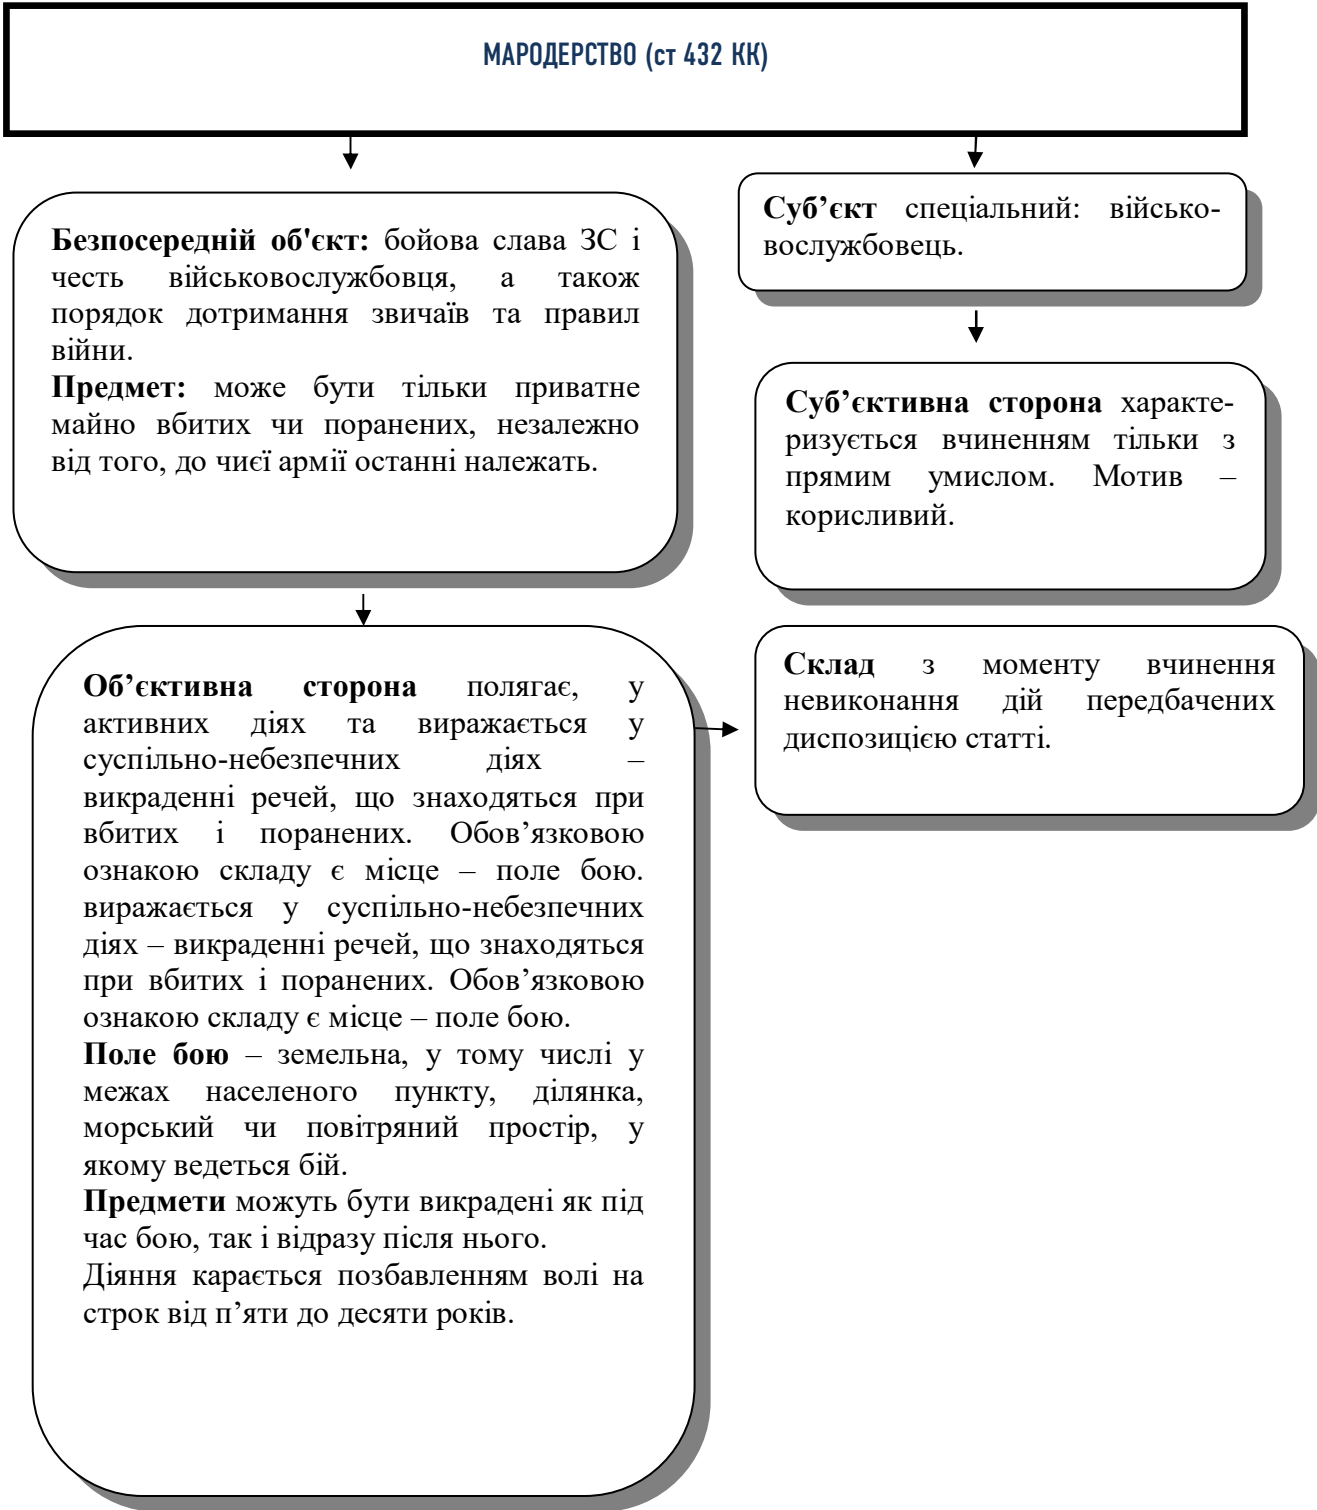 МАРОДЕРСТВО (ст 432 КК)
Безпосередній об'єкт: бойова слава ЗС і
честь військовослужбовця, а також
порядок дотримання звичаїв та правил
війни.
Предмет: може бути тільки приватне
майно вбитих чи поранених, незалежно
від того, до чиєї армії останні належать.
Суб’єкт спеціальний: військо-
вослужбовець.
Суб’єктивна сторона характе-
ризується вчиненням тільки з
прямим умислом. Мотив –
корисливий.
Об’єктивна сторона полягає, у
активних діях та виражається у
суспільно-небезпечних діях –
викраденні речей, що знаходяться при
вбитих і поранених. Обов’язковою
ознакою складу є місце – поле бою.
виражається у суспільно-небезпечних
діях – викраденні речей, що знаходяться
при вбитих і поранених. Обов’язковою
ознакою складу є місце – поле бою.
Поле бою – земельна, у тому числі у
межах населеного пункту, ділянка,
морський чи повітряний простір, у
якому ведеться бій.
Предмети можуть бути викрадені як під
час бою, так і відразу після нього.
Діяння карається позбавленням волі на
строк від п’яти до десяти років.
Склад з моменту вчинення
невиконання дій передбачених
диспозицією статті.